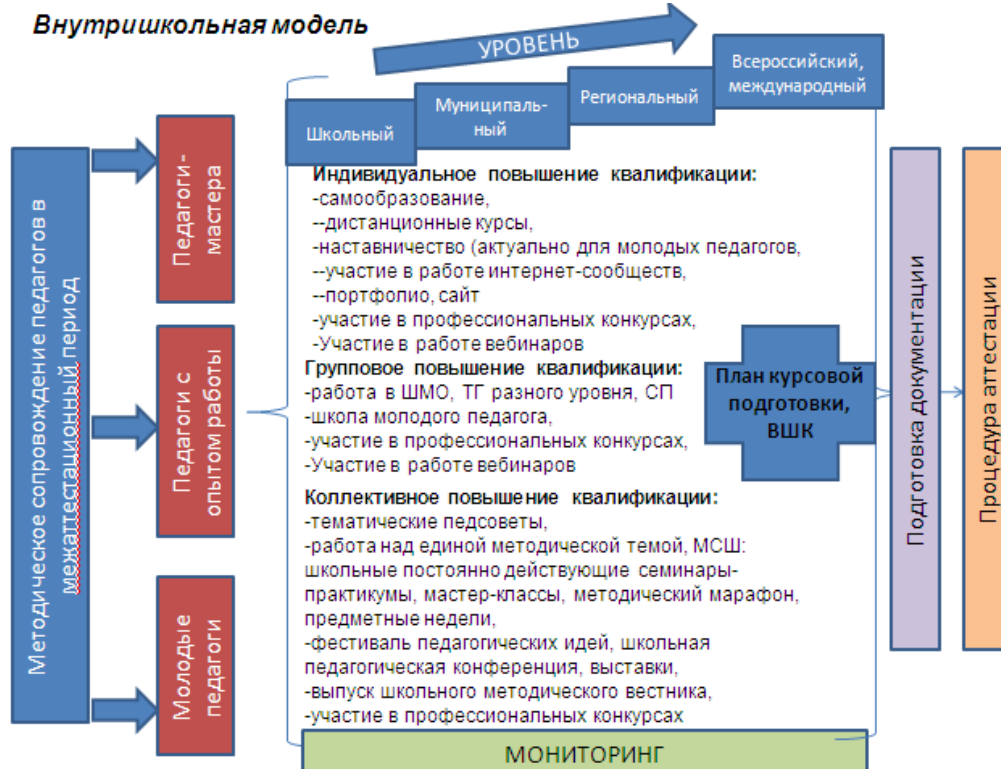 Внутришкольная модель
УРОВЕНЬ
Школьный
Муниципаль-
ный
Региональный
Всероссийский,
международный
Методическое сопровождение педагогов в
межаттестационный период
Педагоги-
мастера
Педагоги с
опытом работы
Молодые
педагоги
Индивидуальное повышение квалификации:
-самообразование,
--дистанционные курсы,
-наставничество (актуально для молодых педагогов,
--участие в работе интернет-сообществ,
--портфолио, сайт
-участие в профессиональных конкурсах,
-Участие в работе вебинаров
Групповое повышение квалификации:
-работа в ШМО, ТГ разного уровня, СП
-школа молодого педагога,
-участие в профессиональных конкурсах,
-Участие в работе вебинаров
Коллективное повышение квалификации:
-тематические педсоветы,
-работа над единой методической темой, МСШ:
школьные постоянно действующие семинары-
практикумы, мастер-классы, методический марафон,
предметные недели,
-фестиваль педагогических идей, школьная
педагогическая конференция, выставки,
-выпуск школьного методического вестника,
-участие в профессиональных конкурсах
План курсовой
подготовки,
ВШК
Подготовка документации
Процедура аттестации
МОНИТОРИНГ